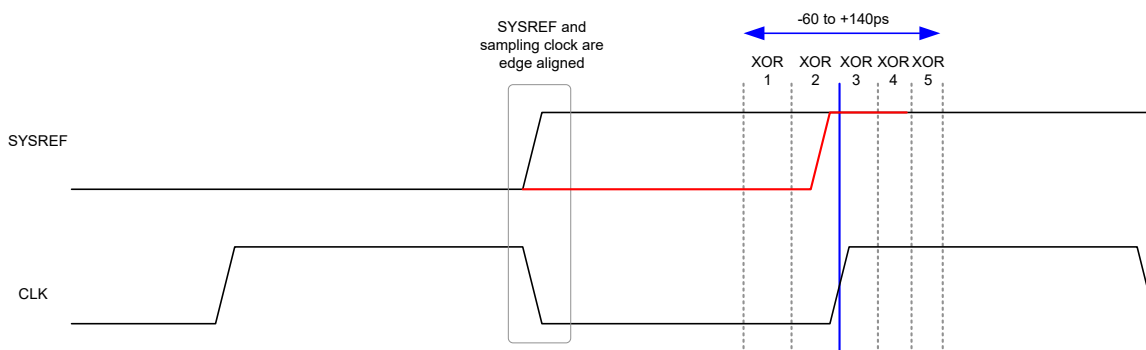 SYSREF and
sampling clock are
edge aligned
-60 to +140ps
XOR XOR XOR XOR XOR
1 2 3 4 5
SYSREF
CLK